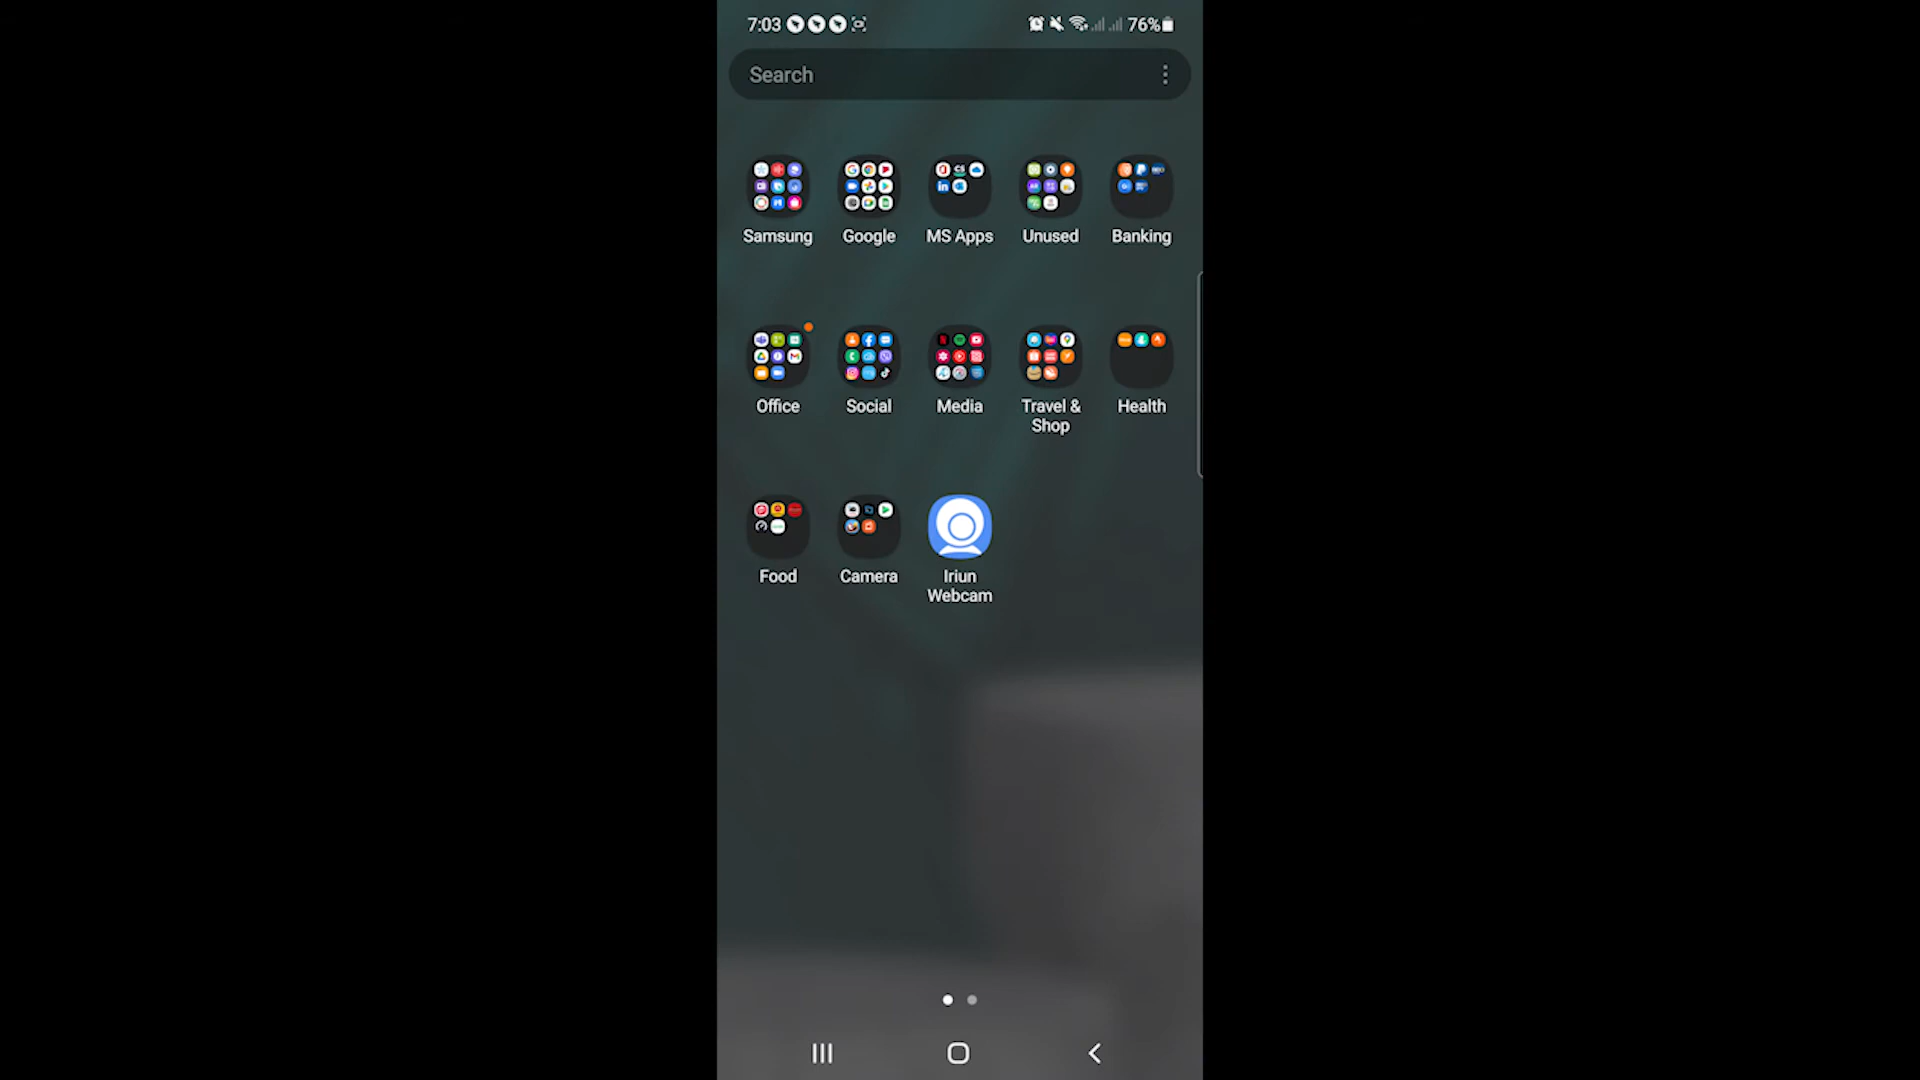 7:03 76%
Search
Samsung Google MS Apps Unused Banking
Office Social Media Travel & Health
Shop
Food Camera Iriun
Webcam